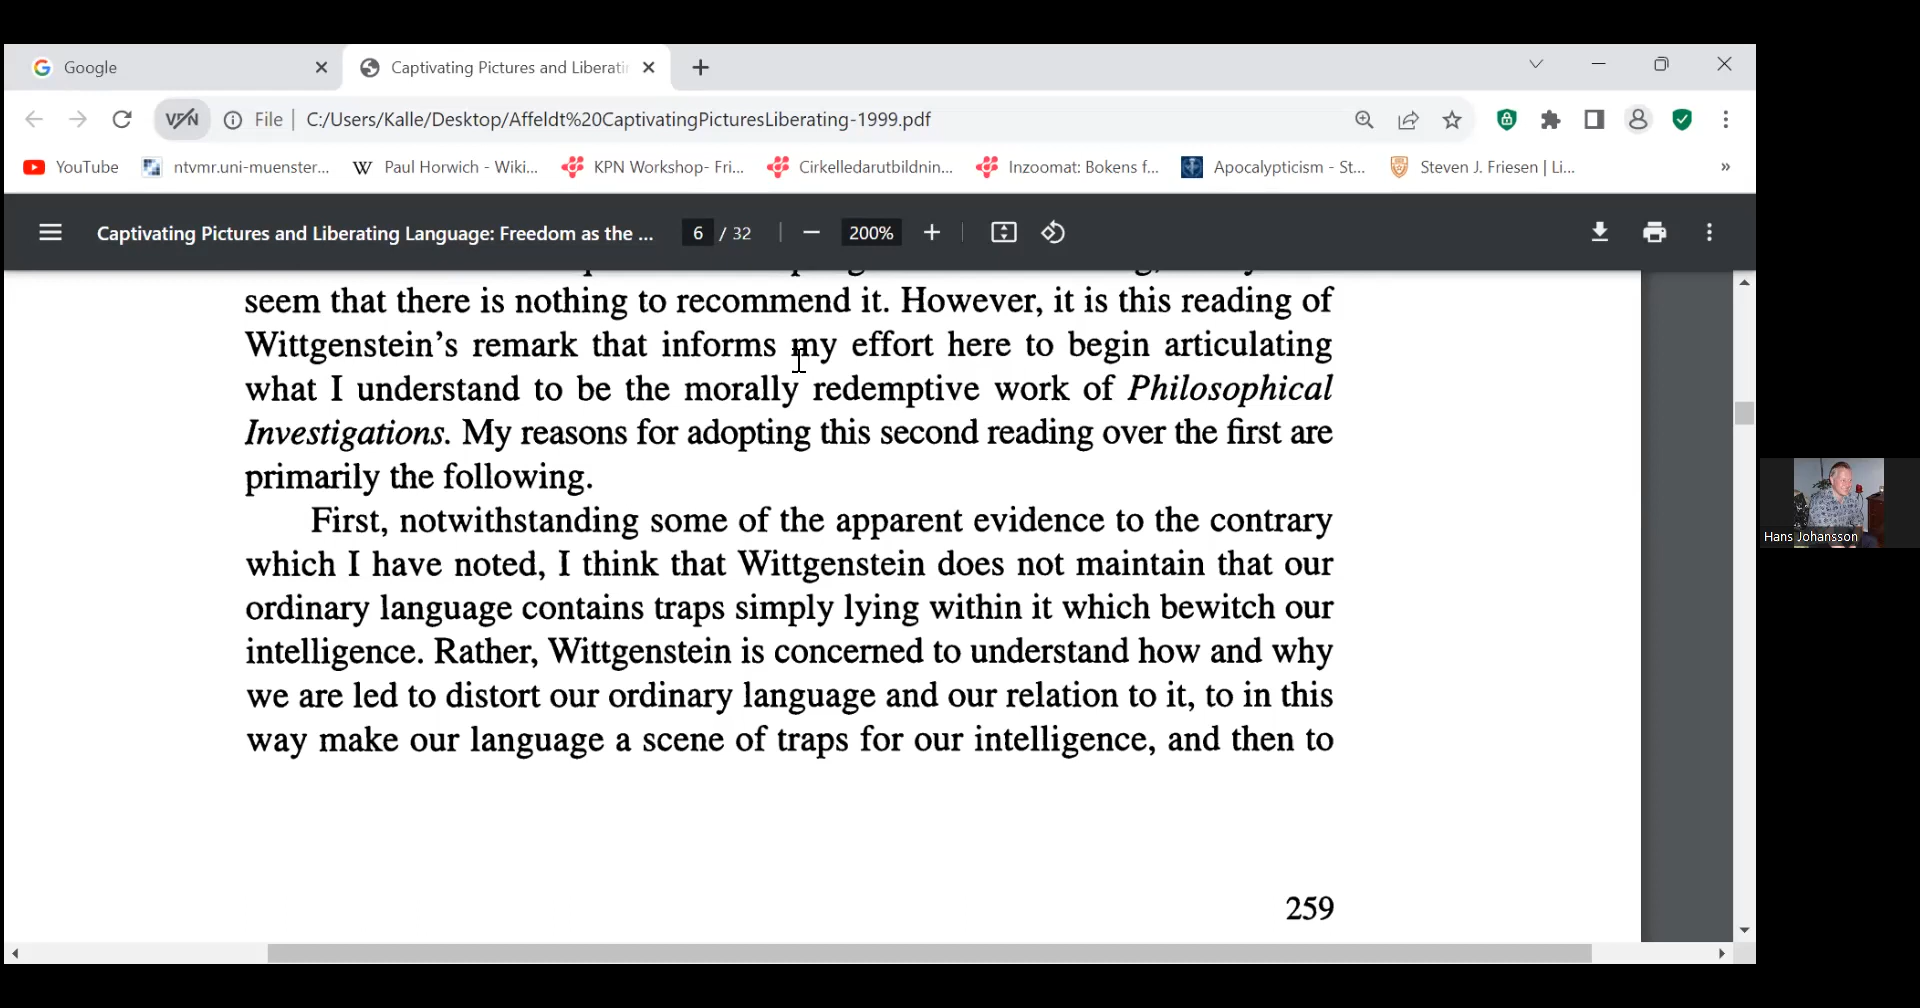 Google
Captivating Pictures and Liberatin
VPN
File
C:/Users/Kalle/Desktop/Affeldt%20CaptivatingPicturesLiberating-1999.pdf
YouTube
ntvmr.uni-muenster...
W Paul Horwich - Wiki...
KPN Workshop- Fri...
Cirkelledarutbildnin...
Inzoomat: Bokens f...
Apocalypticism - St...
Steven J. Friesen | Li...
»
Captivating Pictures and Liberating Language: Freedom as the ...
6 / 32
200%
seem that there is nothing to recommend it. However, it is this reading of
Wittgenstein’s remark that informs my effort here to begin articulating
what I understand to be the morally redemptive work of Philosophical
Investigations. My reasons for adopting this second reading over the first are
primarily the following.
First, notwithstanding some of the apparent evidence to the contrary
which I have noted, I think that Wittgenstein does not maintain that our
ordinary language contains traps simply lying within it which bewitch our
intelligence. Rather, Wittgenstein is concerned to understand how and why
we are led to distort our ordinary language and our relation to it, to in this
way make our language a scene of traps for our intelligence, and then to
259
Hans Johansson